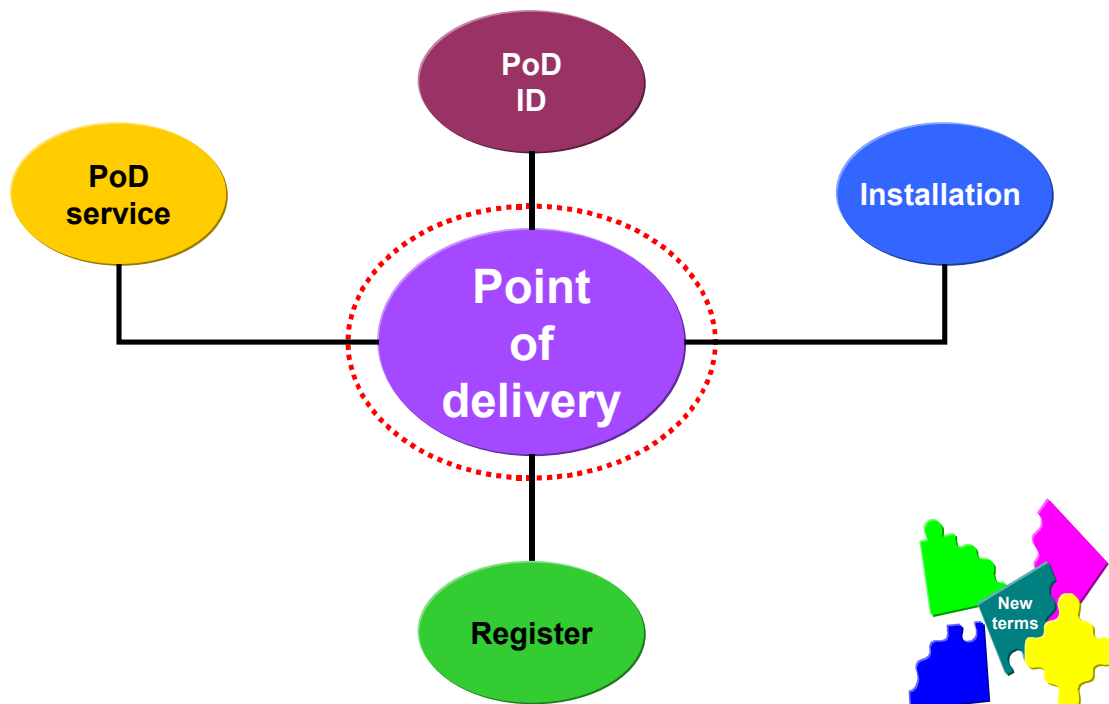 PoD
ID
PoD
service
Installation
Point
of
delivery
Register
New
terms